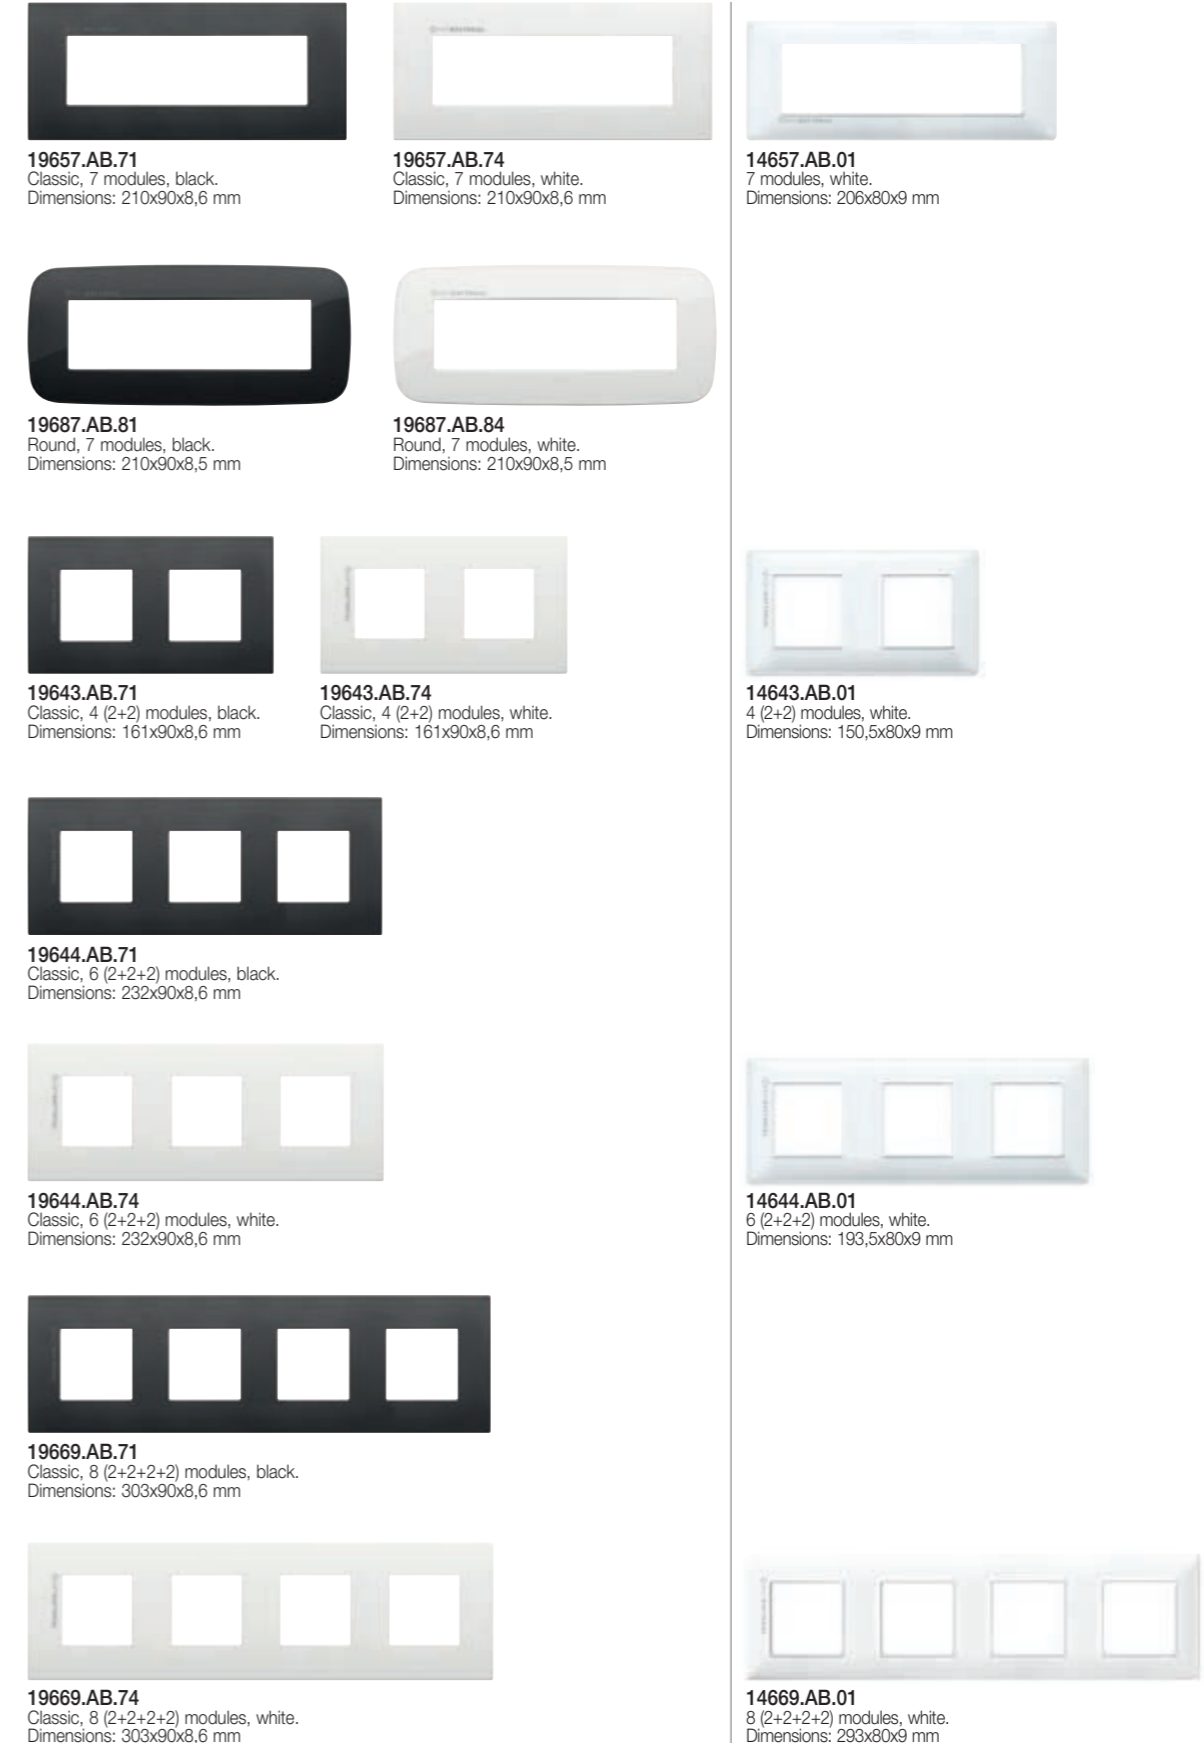 19657.AB.71
Classic, 7 modules, black.
Dimensions: 210x90x8,6 mm
19657.AB.74
Classic, 7 modules, white.
Dimensions: 210x90x8,6 mm
14657.AB.01
7 modules, white.
Dimensions: 206x80x9 mm
19687.AB.81
Round, 7 modules, black.
Dimensions: 210x90x8,5 mm
19687.AB.84
Round, 7 modules, white.
Dimensions: 210x90x8,5 mm
19643.AB.71
Classic, 4 (2+2) modules, black.
Dimensions: 161x90x8,6 mm
19643.AB.74
Classic, 4 (2+2) modules, white.
Dimensions: 161x90x8,6 mm
14643.AB.01
4 (2+2) modules, white.
Dimensions: 150,5x80x9 mm
19644.AB.71
Classic, 6 (2+2+2) modules, black.
Dimensions: 232x90x8,6 mm
19644.AB.74
Classic, 6 (2+2+2) modules, white.
Dimensions: 232x90x8,6 mm
14644.AB.01
6 (2+2+2) modules, white.
Dimensions: 193,5x80x9 mm
19669.AB.71
Classic, 8 (2+2+2+2) modules, black.
Dimensions: 303x90x8,6 mm
19669.AB.74
Classic, 8 (2+2+2+2) modules, white.
Dimensions: 303x90x8,6 mm
14669.AB.01
8 (2+2+2+2) modules, white.
Dimensions: 293x80x9 mm